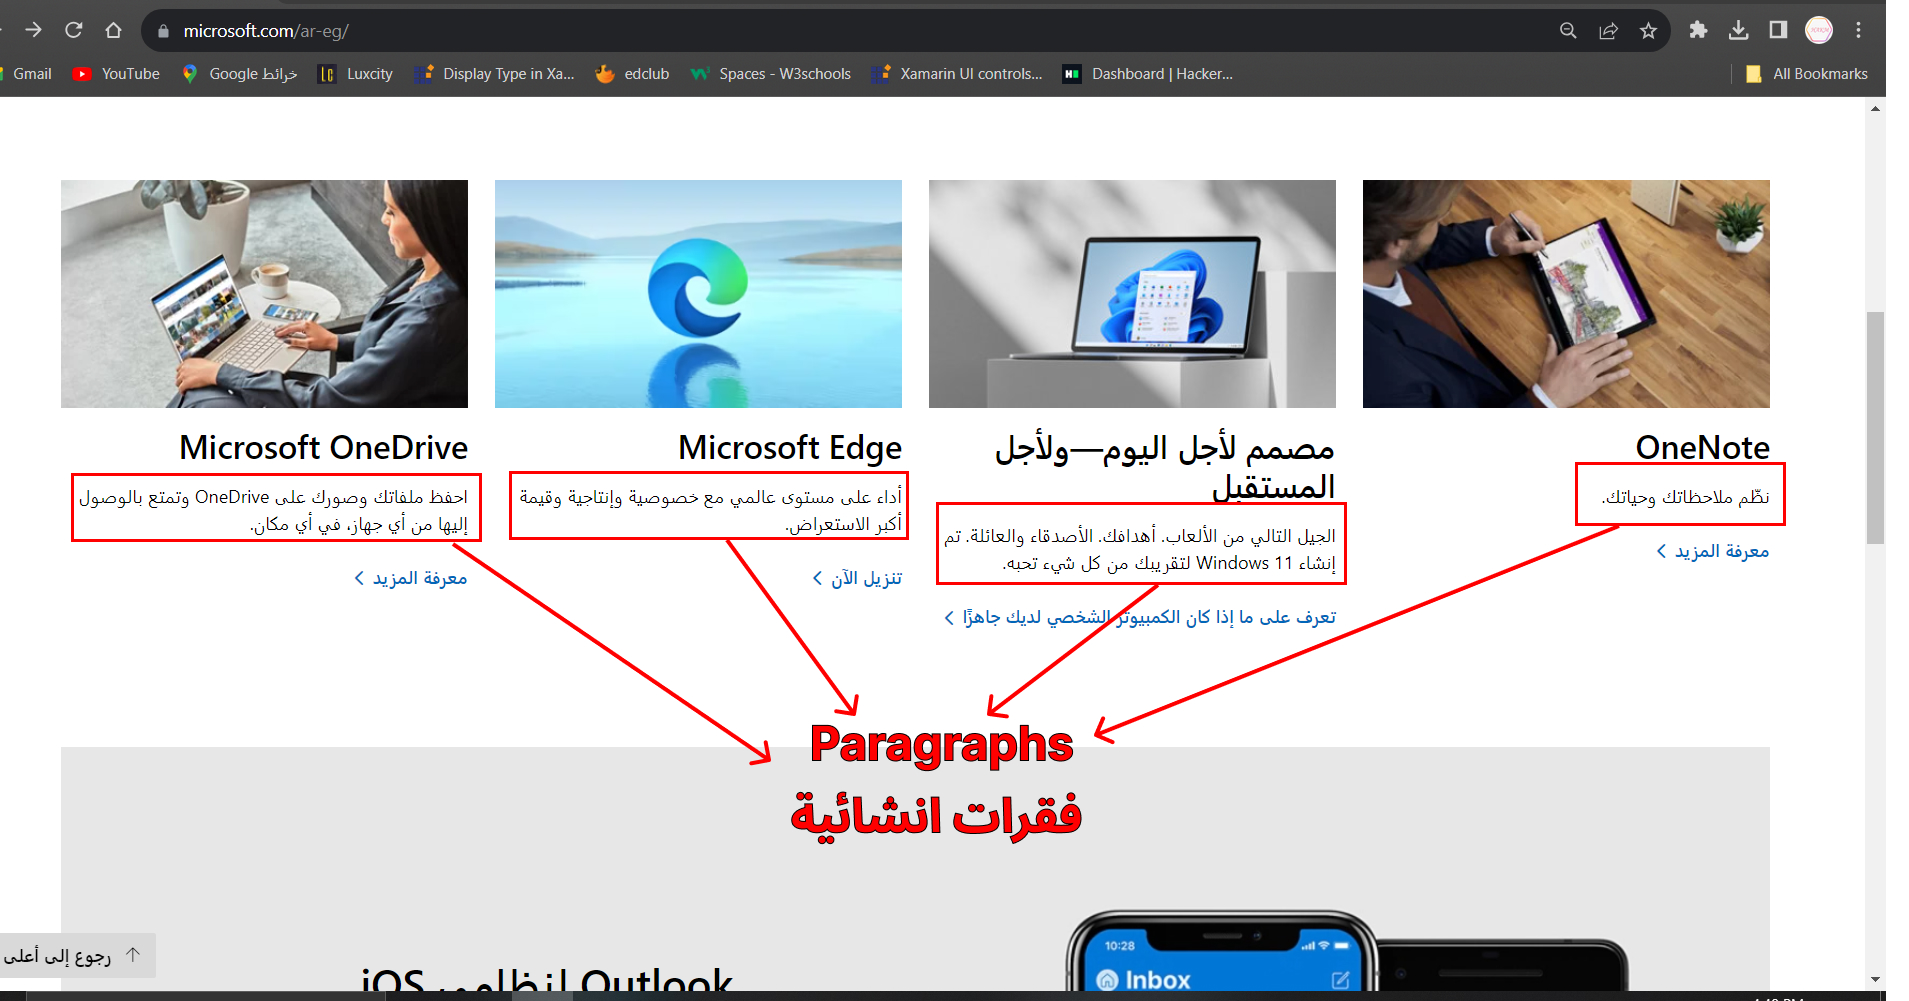 microsoft.com/ar-eg/
Gmail
YouTube
Google خرائط
Luxcity
Display Type in Xa...
edclub
Spaces - W3schools
Xamarin UI controls...
Dashboard | Hacker...
All Bookmarks
OneNote
نظّم ملاحظاتك وحياتك.
معرفة المزيد
مصمم لأجل اليوم—ولأجل
المستقبل
الجيل التالي من الألعاب. أهدافك. الأصدقاء والعائلة. تم
إنشاء Windows 11 لتقريبك من كل شيء تحبه.
تعرف على ما إذا كان الكمبيوتر الشخصي لديك جاهزًا
Microsoft Edge
أداء على مستوى عالمي مع خصوصية وإنتاجية وقيمة
أكبر الاستعراض.
تنزيل الآن
Microsoft OneDrive
احفظ ملفاتك وصورك على OneDrive وتمتع بالوصول
إليها من أي جهاز، في أي مكان.
معرفة المزيد
Paragraphs
فقرات انشائية
رجوع إلى أعلى
Outlook لنظامي iOS
10:28
Inbox